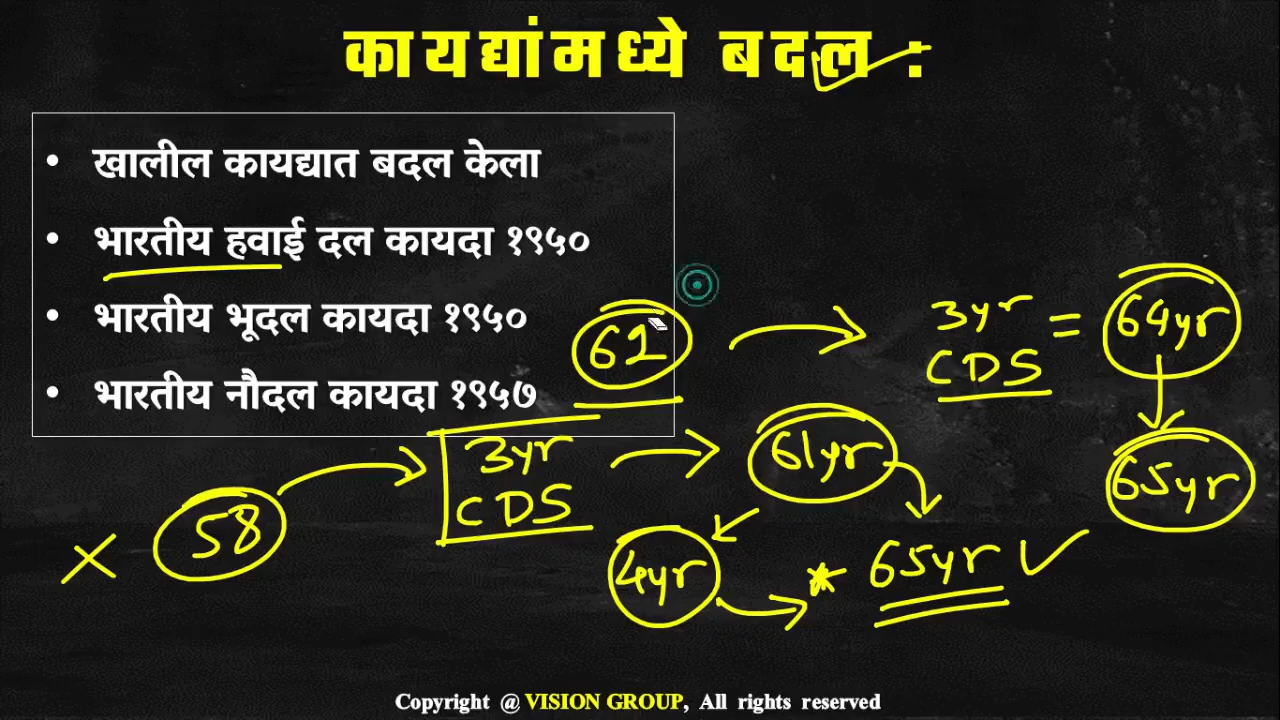 कायद्यांमध्ये बदल :
• खालील कायद्यात बदल केला
• भारतीय हवाई दल कायदा १९५०
• भारतीय भूदल कायदा १९५०
• भारतीय नौदल कायदा १९५७
62
3yr
CDS
=
64yr
65yr
58
3yr
CDS
61yr
4yr
65yr
Copyright @ VISION GROUP, All rights reserved